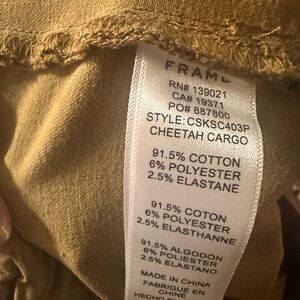 FRAME
RN# 139021
CA# 19371
PO# 887800
STYLE: CSKSC403P
CHEETAH CARGO
91.5% COTTON
6% POLYESTER
2.5% ELASTANE
91.5% COTON
6% POLYESTER
2.5% ELASTHANNE
91.5% ALGODÓN
6% POLIESTER
2.5% ELASTANO
MADE IN CHINA
FABRIQUÉ EN
CHINE
HECHO EN